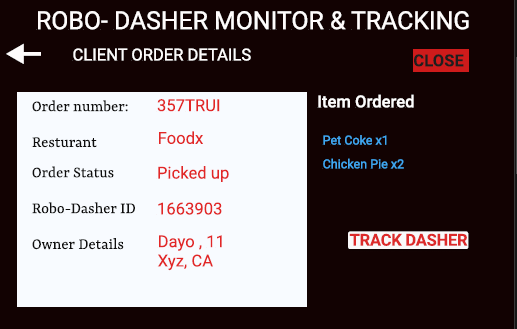 ROBO- DASHER MONITOR & TRACKING
CLIENT ORDER DETAILS
CLOSE
Order number: 357TRUI
Resturant Foodx
Order Status Picked up
Robo-Dasher ID 1663903
Owner Details Dayo , 11
Xyz, CA
Item Ordered
Pet Coke x1
Chicken Pie x2
TRACK DASHER